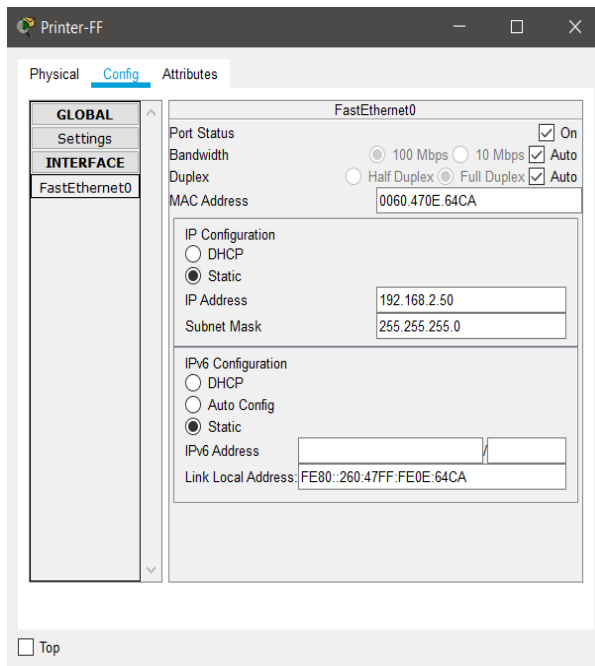 Printer-FF
Physical Config Attributes
GLOBAL
Settings
INTERFACE
FastEthernet0
FastEthernet0
Port Status On
Bandwidth 100 Mbps 10 Mbps Auto
Duplex Half Duplex Full Duplex Auto
MAC Address 0060.470E.64CA
IP Configuration
DHCP
Static
IP Address 192.168.2.50
Subnet Mask 255.255.255.0
IPv6 Configuration
DHCP
Auto Config
Static
IPv6 Address /
Link Local Address: FE80::260:47FF:FE0E:64CA
Top